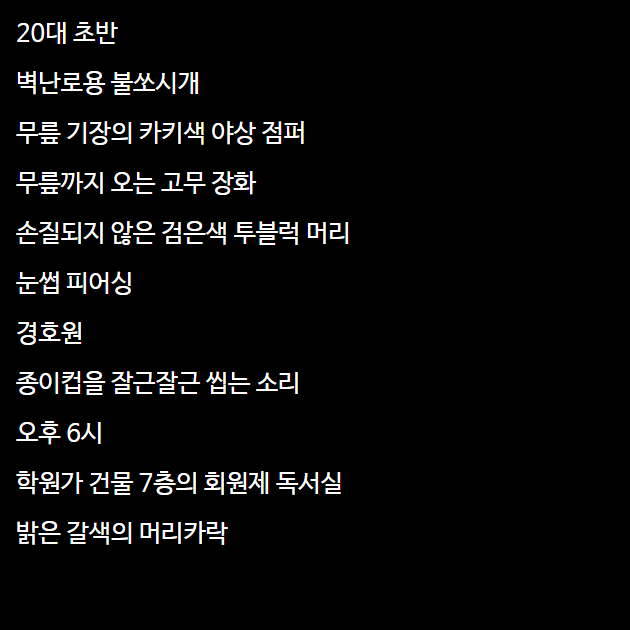 20대 초반
벽난로용 불쏘시개
무릎 기장의 카키색 야상 점퍼
무릎까지 오는 고무 장화
손질되지 않은 검은색 투블럭 머리
눈썹 피어싱
경호원
종이컵을 잘근잘근 씹는 소리
오후 6시
학원가 건물 7층의 회원제 독서실
밝은 갈색의 머리카락